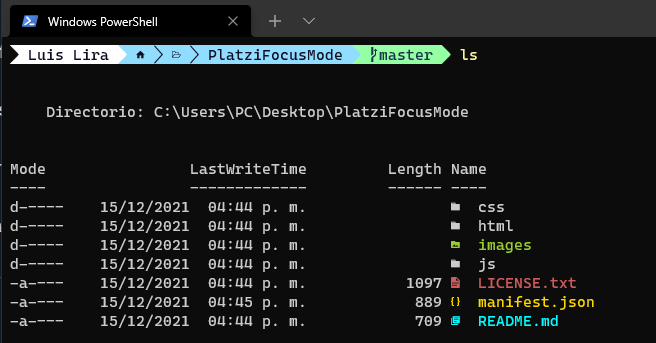 Windows PowerShell
Luis Lira PlatziFocusMode master ls
Directorio: C:\Users\PC\Desktop\PlatziFocusMode
Mode LastWriteTime Length Name
---- ------------- ------ ----
d----- 15/12/2021 04:44 p. m. css
d----- 15/12/2021 04:44 p. m. html
d----- 15/12/2021 04:44 p. m. images
d----- 15/12/2021 04:44 p. m. js
-a---- 15/12/2021 04:44 p. m. 1097 LICENSE.txt
-a---- 15/12/2021 04:45 p. m. 889 manifest.json
-a---- 15/12/2021 04:44 p. m. 709 README.md